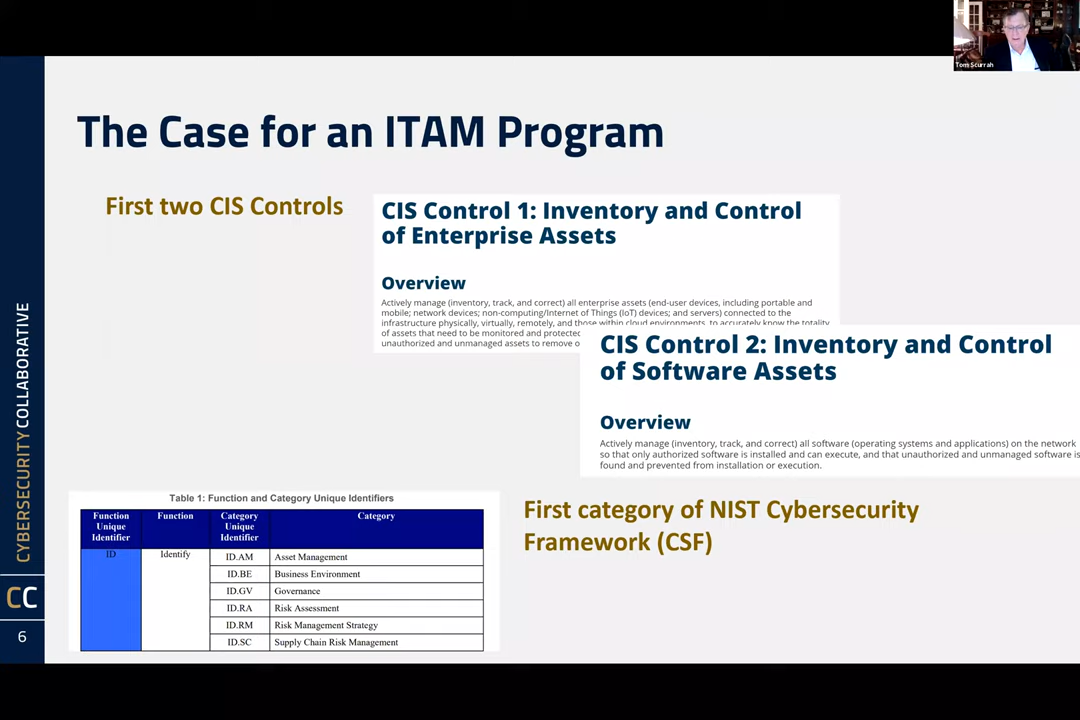 Tom Scurrah
The Case for an ITAM Program
First two CIS Controls
CIS Control 1: Inventory and Control
of Enterprise Assets
Overview
Actively manage (inventory, track, and correct) all enterprise assets (end-user devices, including portable and
mobile; network devices; non-computing/Internet of Things (IoT) devices; and servers) connected to the
infrastructure physically, virtually, remotely, and those within cloud environments, to accurately know the totality
of assets that need to be monitored and protected
unauthorized and unmanaged assets to remove o
CIS Control 2: Inventory and Control
of Software Assets
Overview
Actively manage (inventory, track, and correct) all software (operating systems and applications) on the network
so that only authorized software is installed and can execute, and that unauthorized and unmanaged software is
found and prevented from installation or execution.
Table 1: Function and Category Unique Identifiers
Function Unique Identifier
Function
Category Unique Identifier
Category
ID
Identify
ID.AM Asset Management
ID.BE Business Environment
ID.GV Governance
ID.RA Risk Assessment
ID.RM Risk Management Strategy
ID.SC Supply Chain Risk Management
First category of NIST Cybersecurity
Framework (CSF)
CYBERSECURITY COLLABORATIVE
CC
6